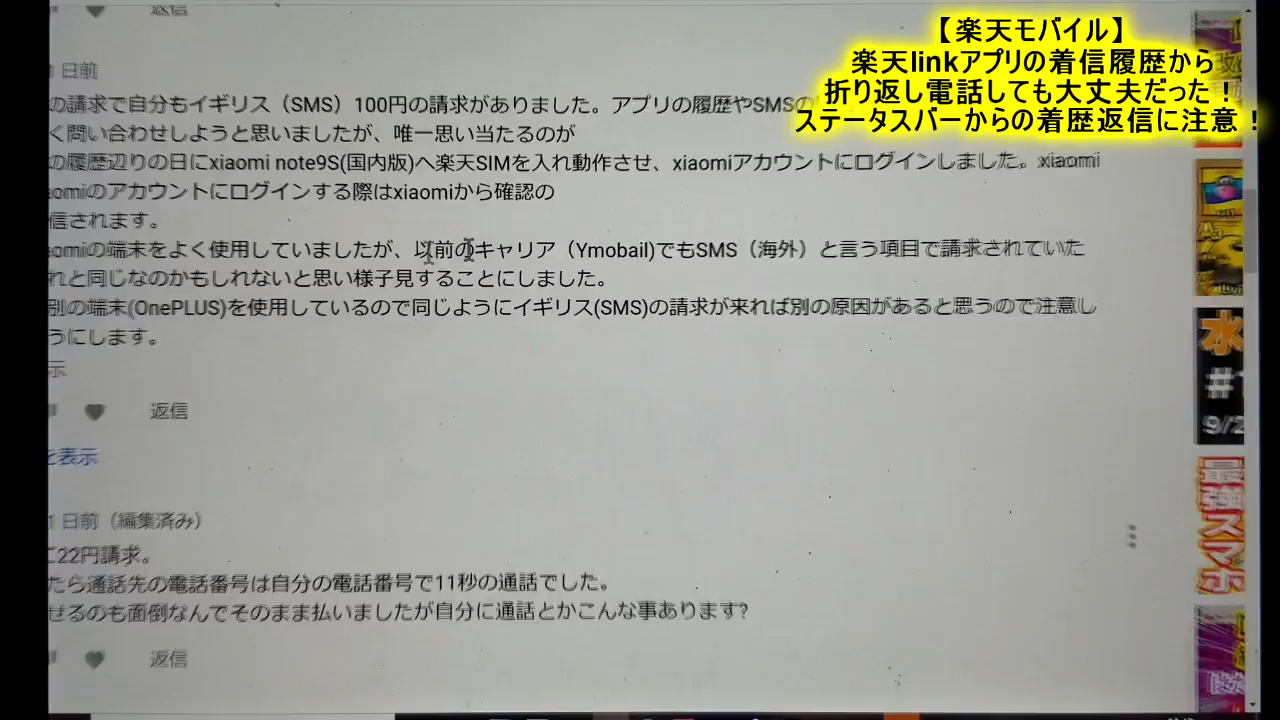 【楽天モバイル】
楽天linkアプリの着信履歴から
折り返し電話しても大丈夫だった！
ステータスバーからの着歴返信に注意！
返信
日前
の請求で自分もイギリス（SMS）100円の請求がありました。アプリの履歴やSMSの
く問い合わせしようと思いましたが、唯一思い当たるのが
の履歴辺りの日にxiaomi note9S(国内版)へ楽天SIMを入れ動作させ、xiaomiアカウントにログインしました。xiaomi
aomiのアカウントにログインする際はxiaomiから確認の
信されます。
aomiの端末をよく使用していましたが、以前のキャリア（Ymobail)でもSMS（海外）と言う項目で請求されていた
れと同じなのかもしれないと思い様子見することにしました。
別の端末(OnePLUS)を使用しているので同じようにイギリス(SMS)の請求が来れば別の原因があると思うので注意し
うにします。
示
返信
を表示
1 日前（編集済み）
に22円請求。
たら通話先の電話番号は自分の電話番号で11秒の通話でした。
せるのも面倒なんでそのまま払いましたが自分に通話とかこんな事あります?
返信
水
#
9/2
最強スマホ